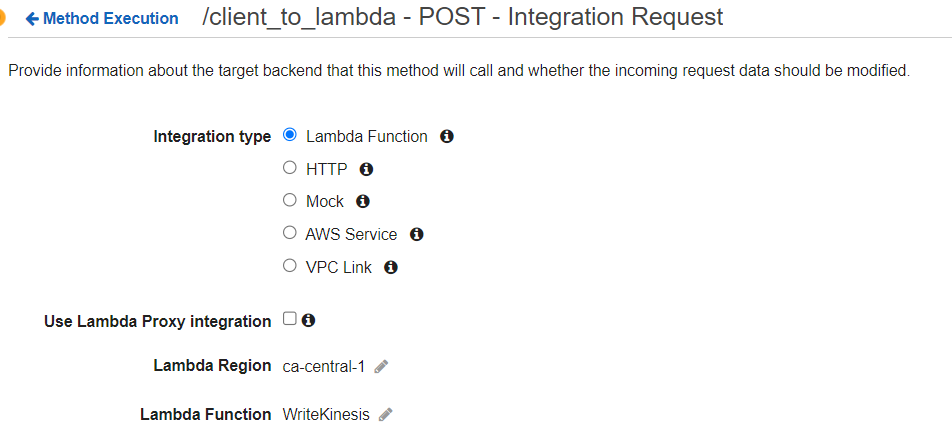 Method Execution /client_to_lambda - POST - Integration Request
Provide information about the target backend that this method will call and whether the incoming request data should be modified.
Integration type Lambda Function
HTTP
Mock
AWS Service
VPC Link
Use Lambda Proxy integration
Lambda Region ca-central-1
Lambda Function WriteKinesis